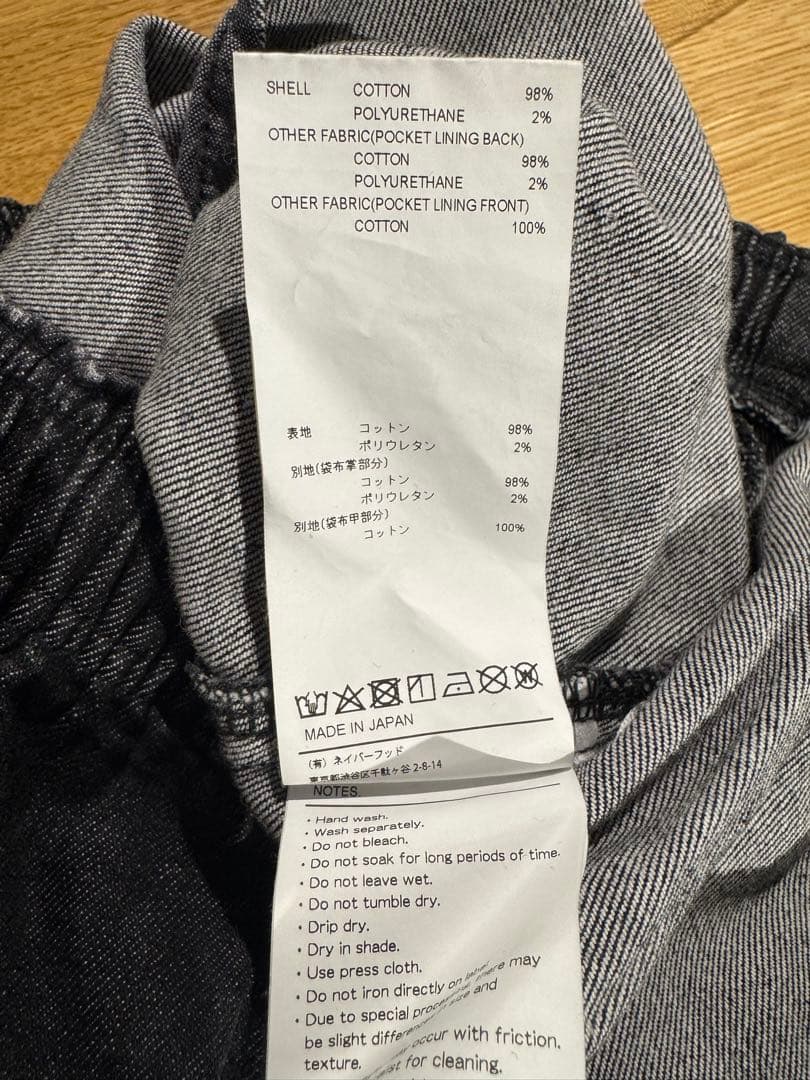 SHELL COTTON 98%
POLYURETHANE 2%
OTHER FABRIC(POCKET LINING BACK)
COTTON 98%
POLYURETHANE 2%
OTHER FABRIC(POCKET LINING FRONT)
COTTON 100%
表地 コットン 98%
ポリウレタン 2%
別地(袋布掌部分)
コットン 98%
ポリウレタン 2%
別地(袋布甲部分)
コットン 100%
MADE IN JAPAN
(有) ネイバーフッド
東京都渋谷区千駄ヶ谷 2-8-14
NOTES
・Hand wash.
・Wash separately.
・Do not bleach.
・Do not soak for long periods of time.
・Do not leave wet.
・Do not tumble dry.
・Drip dry.
・Dry in shade.
・Use press cloth.
・Do not iron directly on label.
・Due to special there may
be slight size and
texture.
occur with friction.
for cleaning.